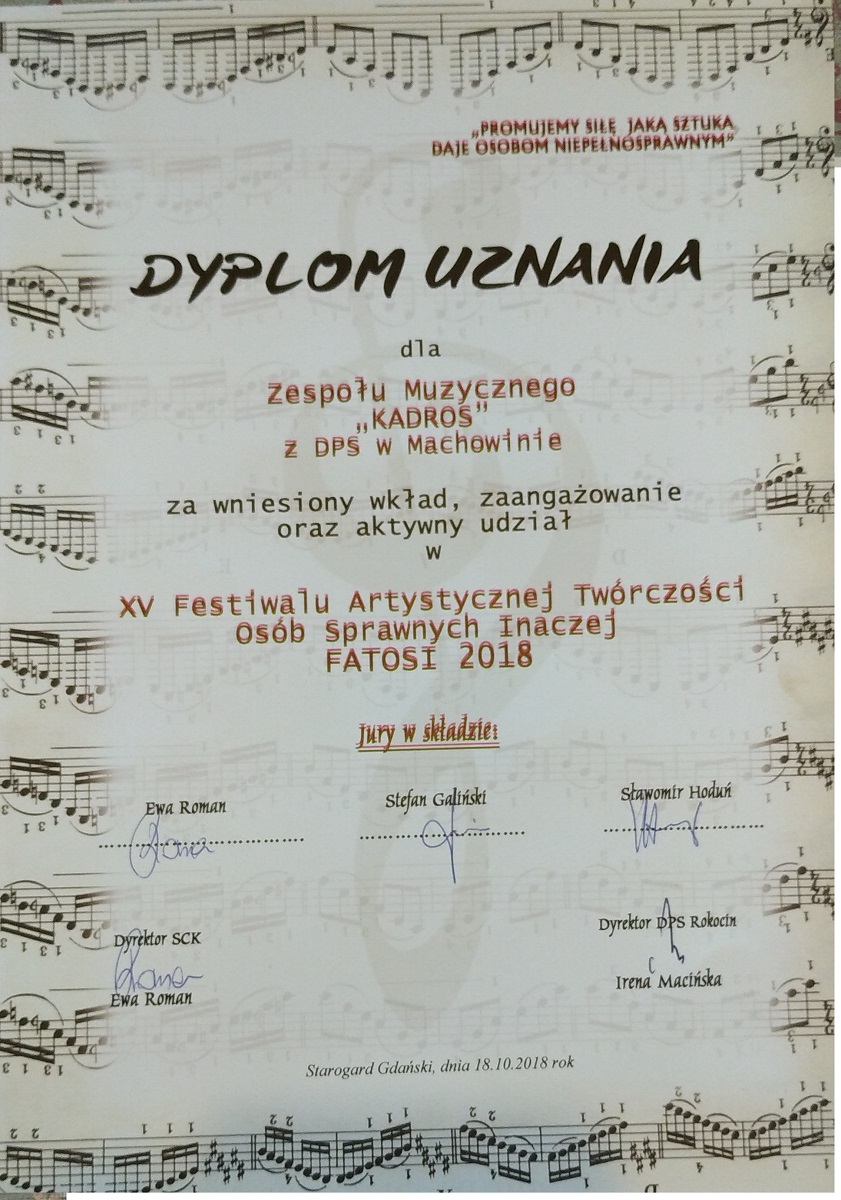 „PROMUJEMY SIŁĘ JAKĄ SZTUKA
DAJE OSOBOM NIEPEŁNOSPRAWNYM”
DYPLOM UZNANIA
dla
Zespołu Muzycznego
„KADROS”
z DPS w Machowinie
za wniesiony wkład, zaangażowanie
oraz aktywny udział
w
XV Festiwalu Artystycznej Twórczości
Osób Sprawnych Inaczej
FATOSI 2018
Jury w składzie:
Ewa Roman Stefan Galiński Sławomir Hoduń
Dyrektor SCK Dyrektor DPS Rokocin
Ewa Roman Irena Macińska
Starogard Gdański, dnia 18.10.2018 rok